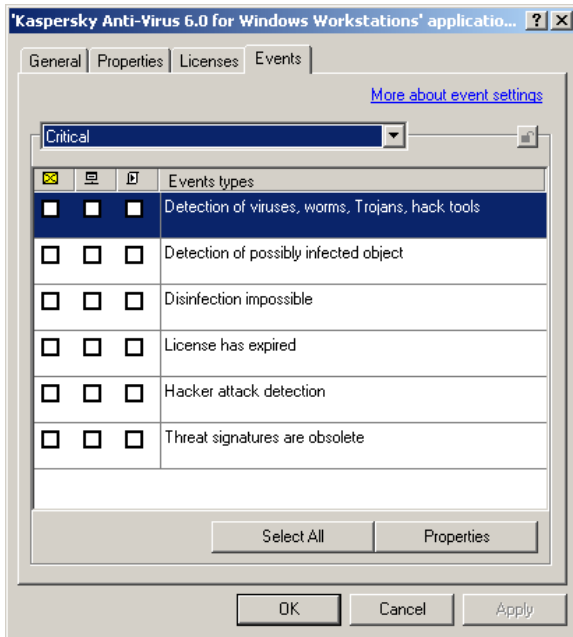 'Kaspersky Anti-Virus 6.0 for Windows Workstations' applicatio...
General Properties Licenses Events
More about event settings
Critical
Events types
Detection of viruses, worms, Trojans, hack tools
Detection of possibly infected object
Disinfection impossible
License has expired
Hacker attack detection
Threat signatures are obsolete
Select All Properties
OK Cancel Apply